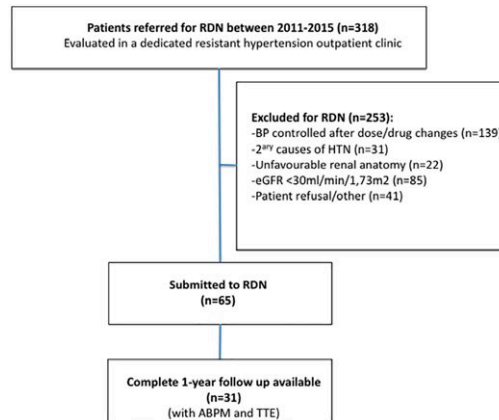 Patients referred for RDN between 2011-2015 (n=318)
Evaluated in a dedicated resistant hypertension outpatient clinic
Excluded for RDN (n=253):
-BP controlled after dose/drug changes (n=139)
-2ary causes of HTN (n=31)
-Unfavourable renal anatomy (n=22)
-eGFR <30ml/min/1,73m2 (n=85)
-Patient refusal/other (n=41)
Submitted to RDN
(n=65)
Complete 1-year follow up available
(n=31)
(with ABPM and TTE)